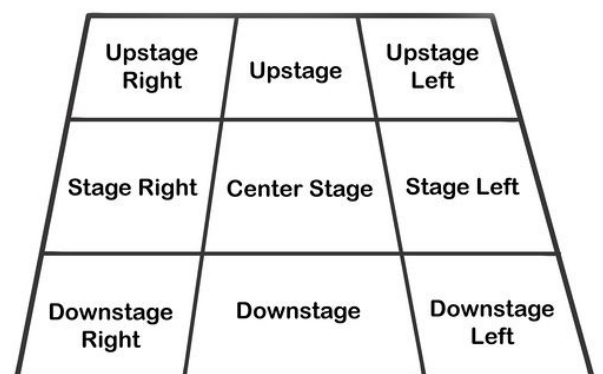 Upstage
Right
Upstage
Upstage
Left
Stage Right
Center Stage
Stage Left
Downstage
Right
Downstage
Downstage
Left